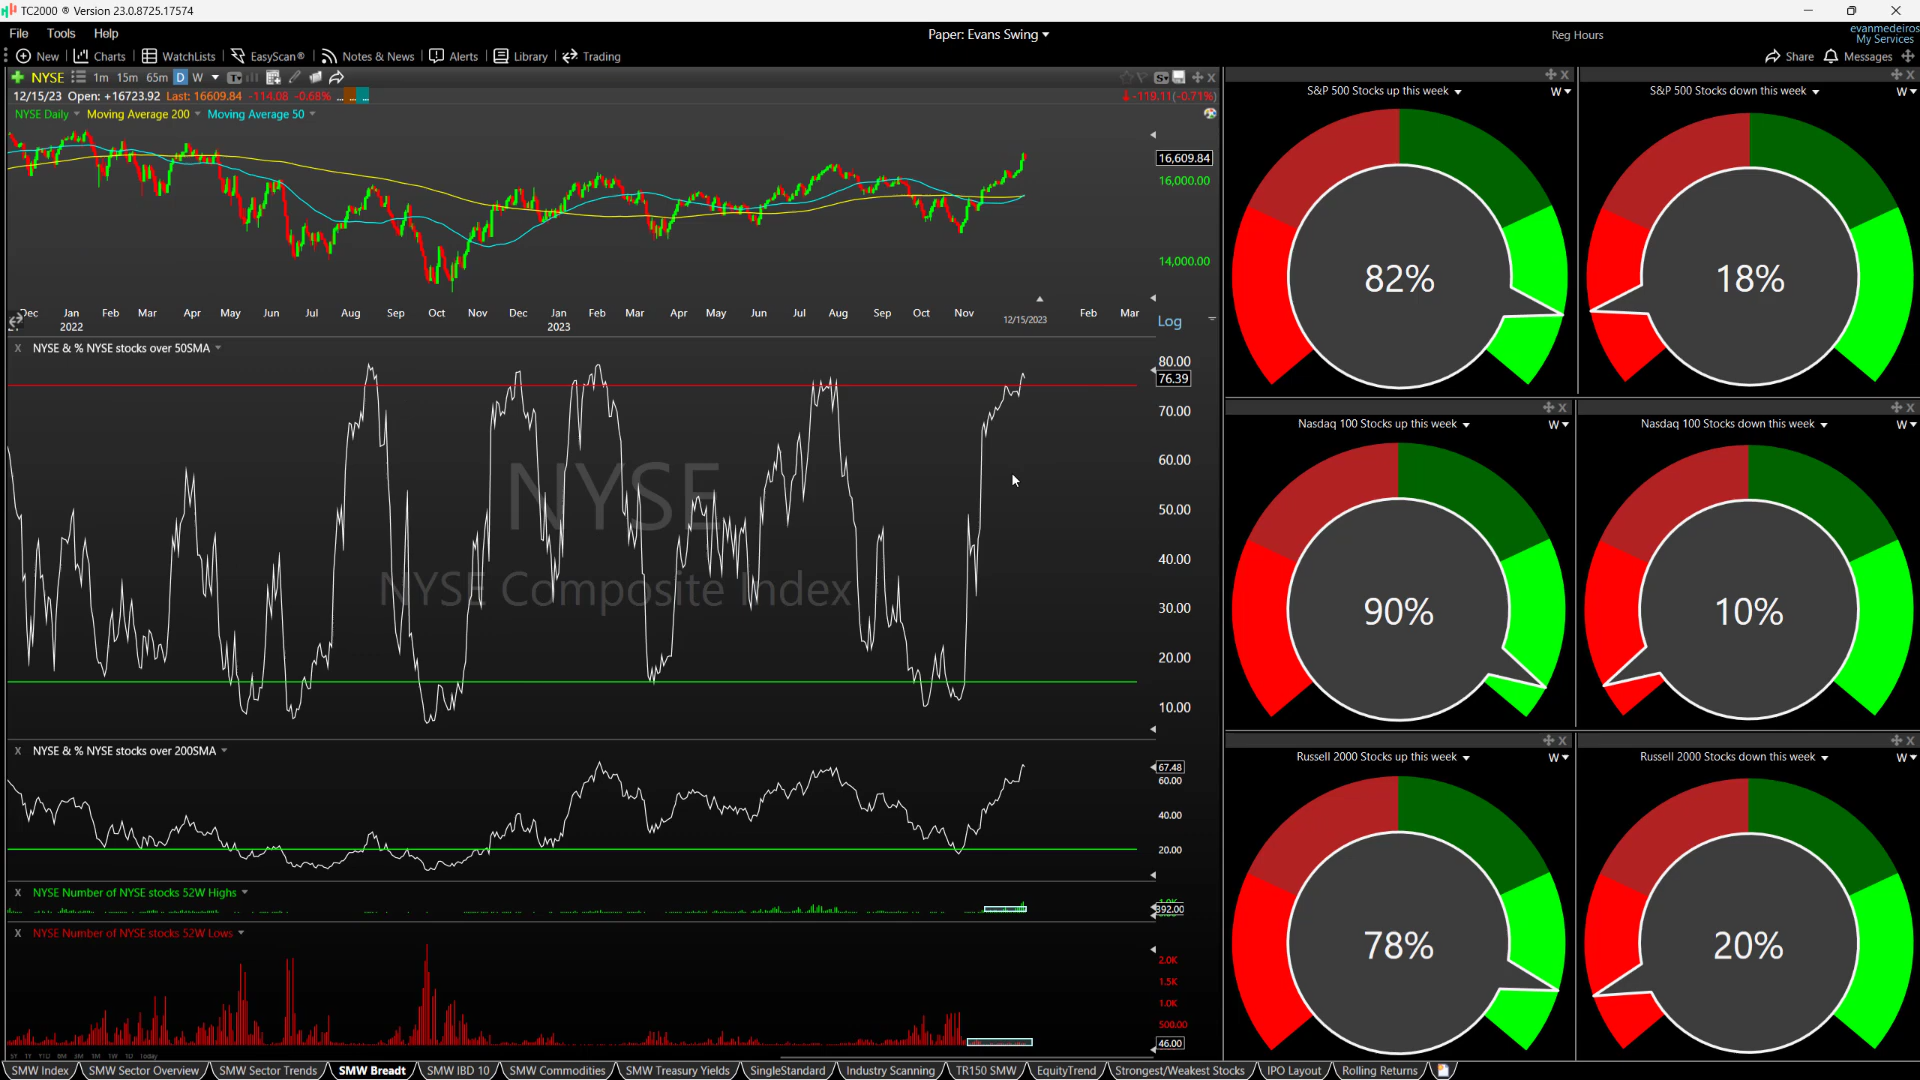 TC2000 ® Version 23.0.8725.17574
File Tools Help
Paper: Evans Swing
Reg Hours
evanmedeiros
My Services
New Charts WatchLists EasyScan® Notes & News Alerts Library Trading
Share Messages
NYSE 1m 15m 65m D W
12/15/23 Open: +16723.92 Last: 16609.84 -114.08 -0.68% ... ... ...
-119.11(-0.71%)
NYSE Daily Moving Average 200 Moving Average 50
16,609.84
16,000.00
14,000.00
Dec Jan Feb Mar Apr May Jun Jul Aug Sep Oct Nov Dec Jan Feb Mar Apr May Jun Jul Aug Sep Oct Nov Feb Mar
2022 2023 12/15/2023
Log
X NYSE & % NYSE stocks over 50SMA
80.00
76.39
70.00
60.00
50.00
40.00
30.00
20.00
10.00
NYSE
NYSE Composite Index
X NYSE & % NYSE stocks over 200SMA
67.48
60.00
40.00
20.00
X NYSE Number of NYSE stocks 52W Highs
392.00
X NYSE Number of NYSE stocks 52W Lows
2.0K
1.5K
1.0K
500.00
46.00
5Y 1Y YTD 6M 3M 1M 1W 1D Today
S&P 500 Stocks up this week W
82%
S&P 500 Stocks down this week W
18%
Nasdaq 100 Stocks up this week W
90%
Nasdaq 100 Stocks down this week W
10%
Russell 2000 Stocks up this week W
78%
Russell 2000 Stocks down this week W
20%
SMW Index SMW Sector Overview SMW Sector Trends SMW Breadt SMW IBD 10 SMW Commodities SMW Treasury Yields SingleStandard Industry Scanning TR150 SMW EquityTrend Strongest/Weakest Stocks IPO Layout Rolling Returns